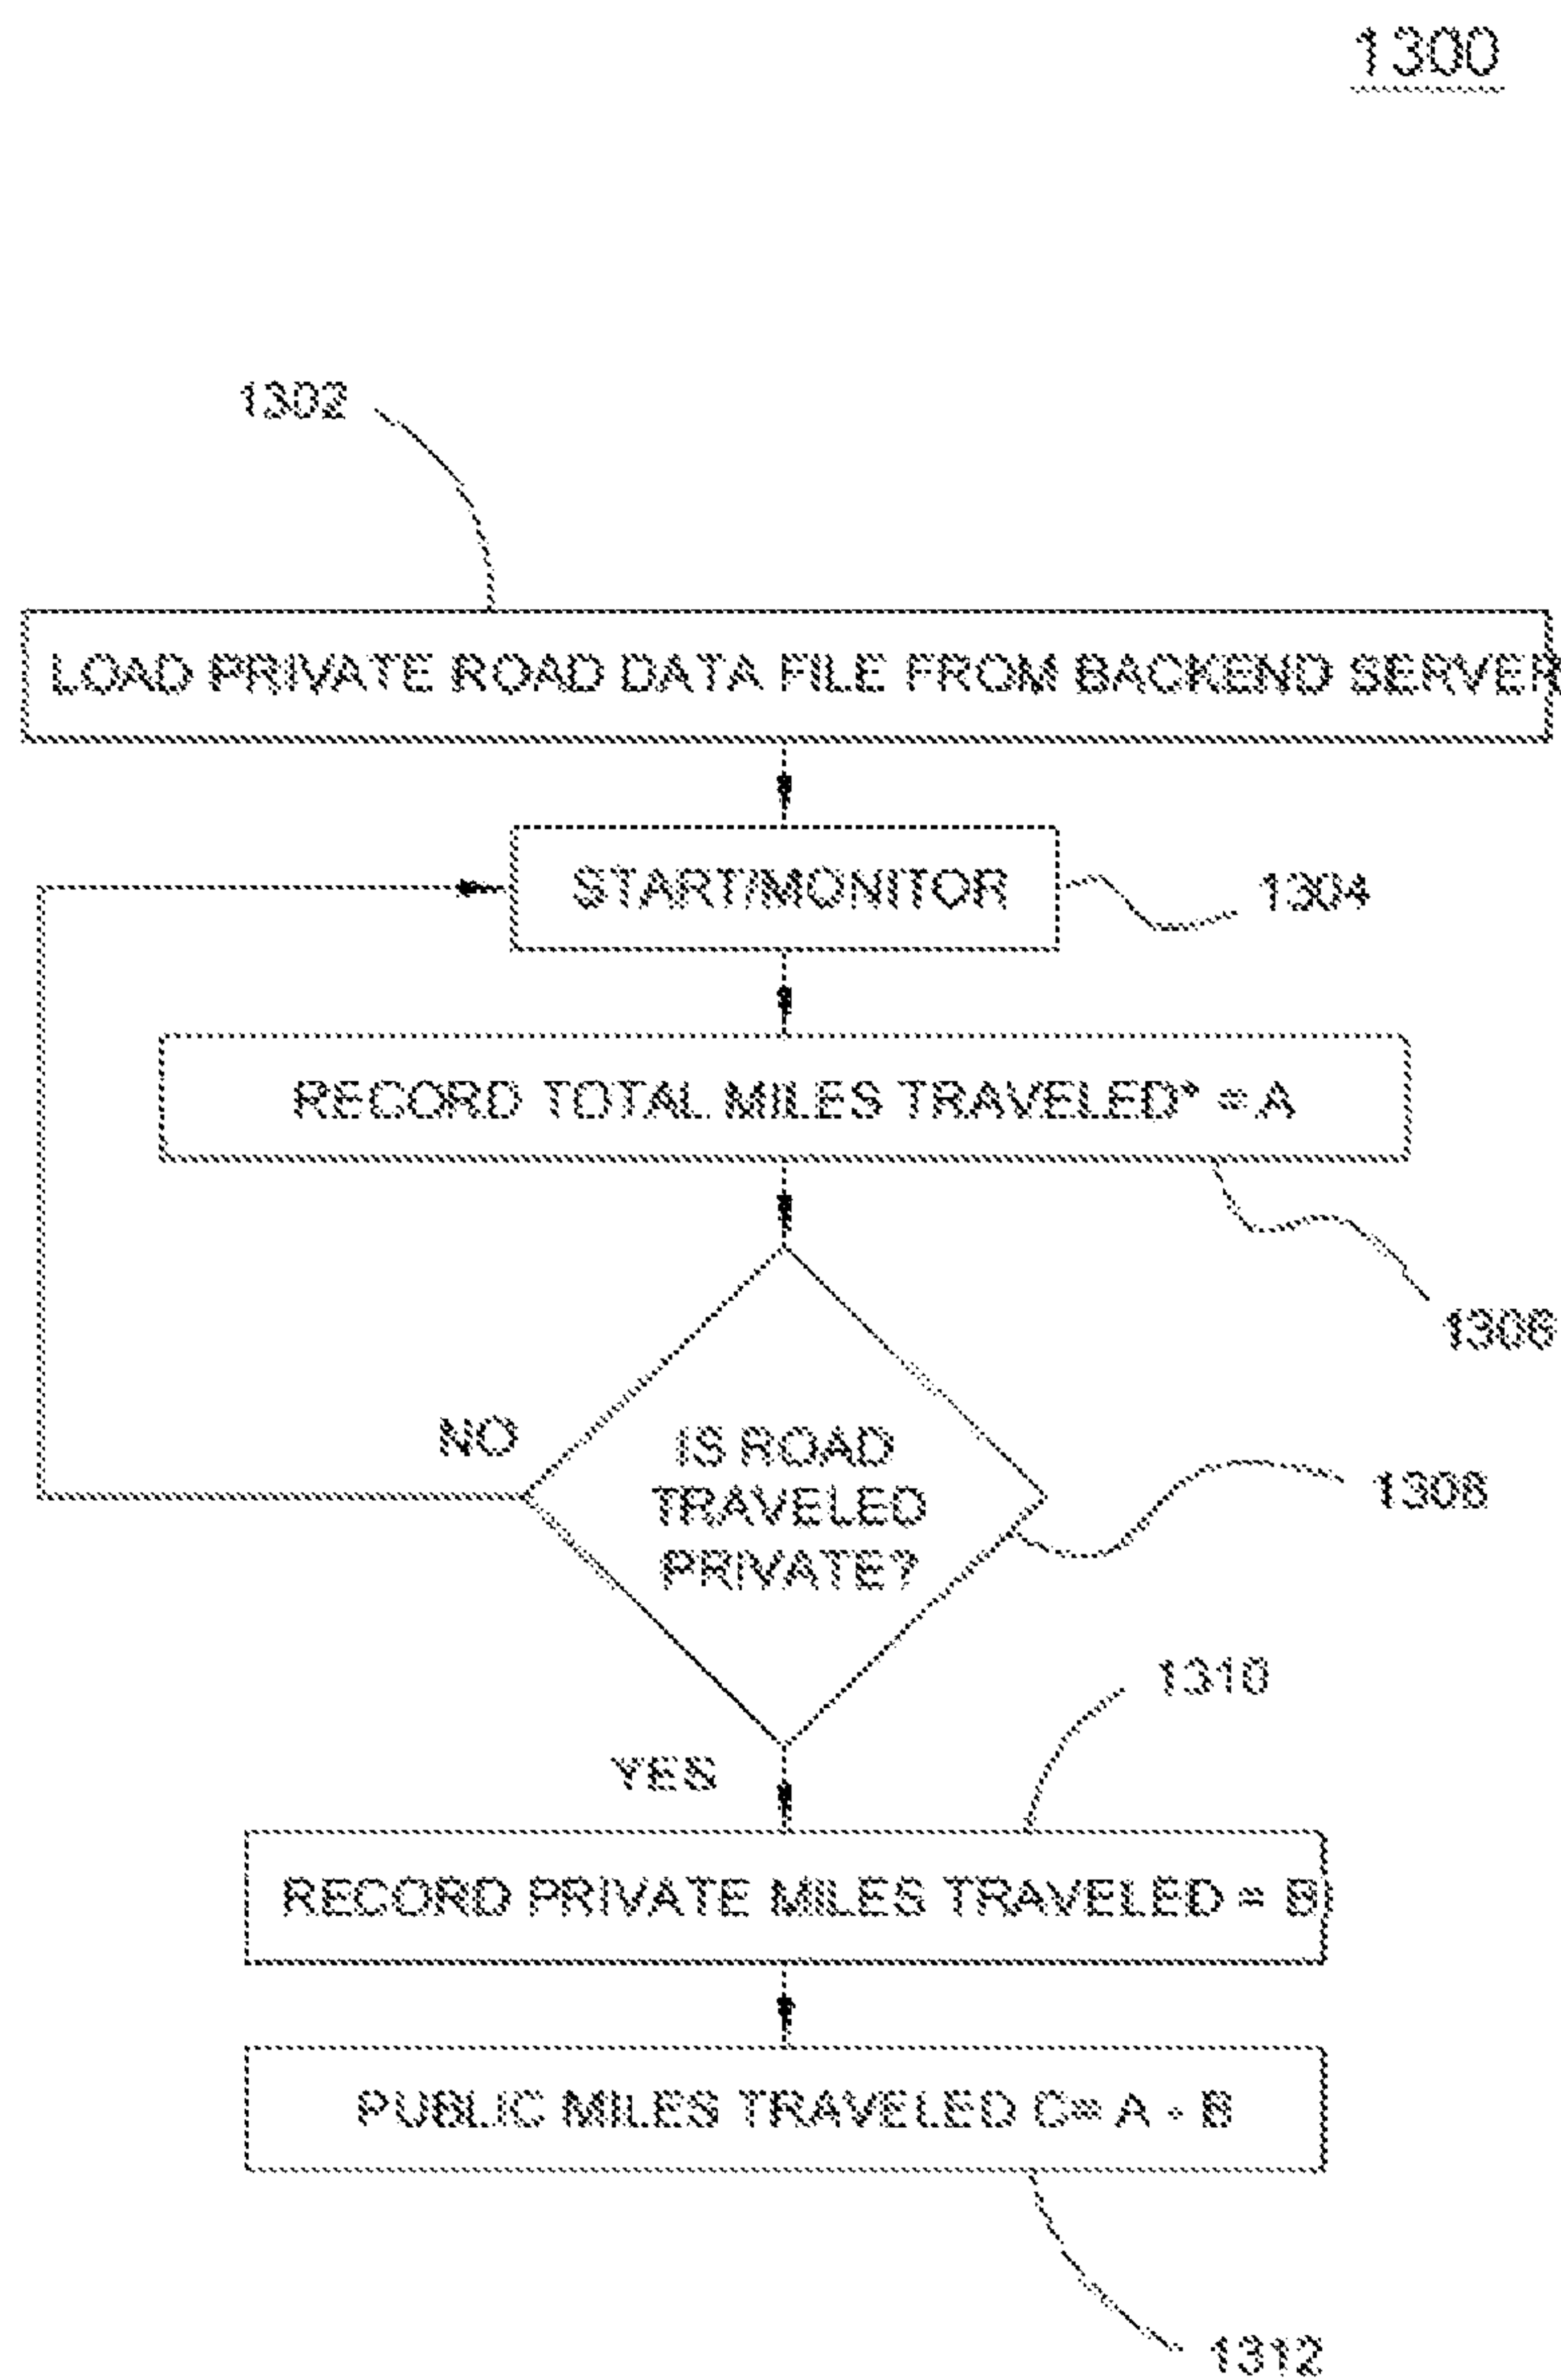 1300
1302
LOAD PRIVATE ROAD DATA FILE FROM BACKEND SERVER
START/MONITOR
1304
RECORD TOTAL MILES TRAVELED* = A
1306
NO
IS ROAD
TRAVELED
PRIVATE?
1308
1310
YES
RECORD PRIVATE MILES TRAVELED = B
PUBLIC MILES TRAVELED C= A - B
1312